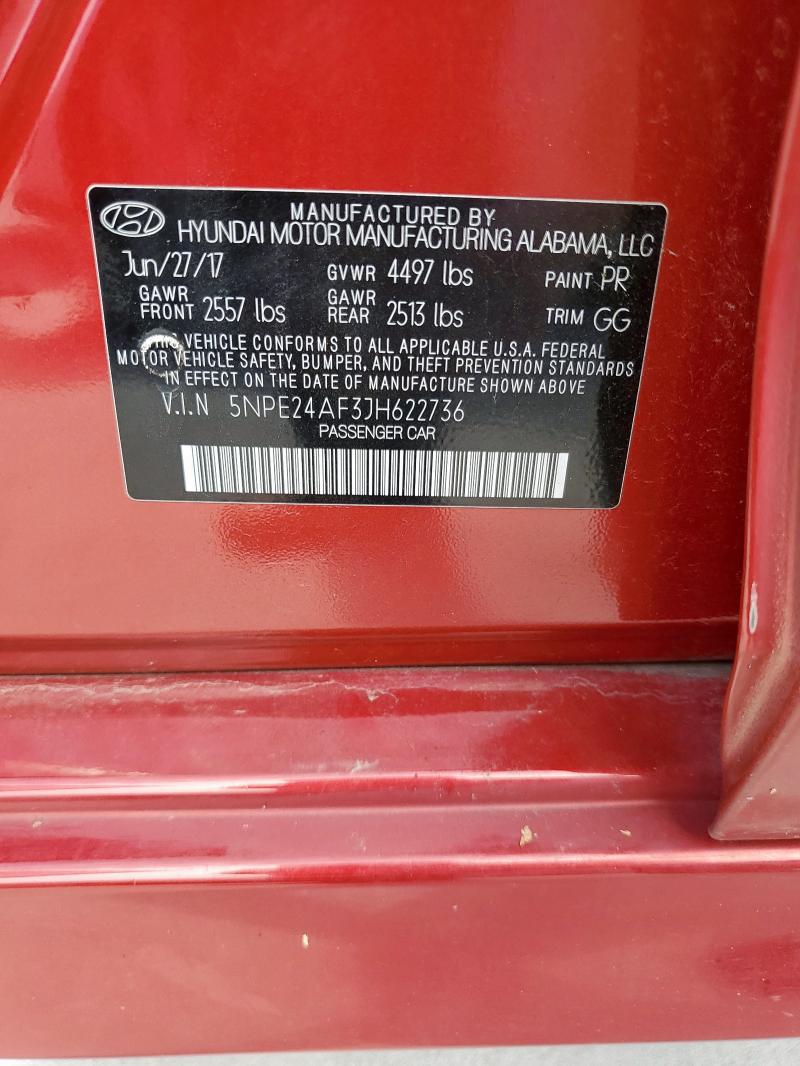 MANUFACTURED BY
HYUNDAI MOTOR MANUFACTURING ALABAMA, LLC
Jun/27/17 GVWR 4497 lbs PAINT PR
GAWR FRONT 2557 lbs GAWR REAR 2513 lbs TRIM GG
THIS VEHICLE CONFORMS TO ALL APPLICABLE U.S.A. FEDERAL
MOTOR VEHICLE SAFETY, BUMPER, AND THEFT PREVENTION STANDARDS
IN EFFECT ON THE DATE OF MANUFACTURE SHOWN ABOVE
V.I.N 5NPE24AF3JH622736
PASSENGER CAR